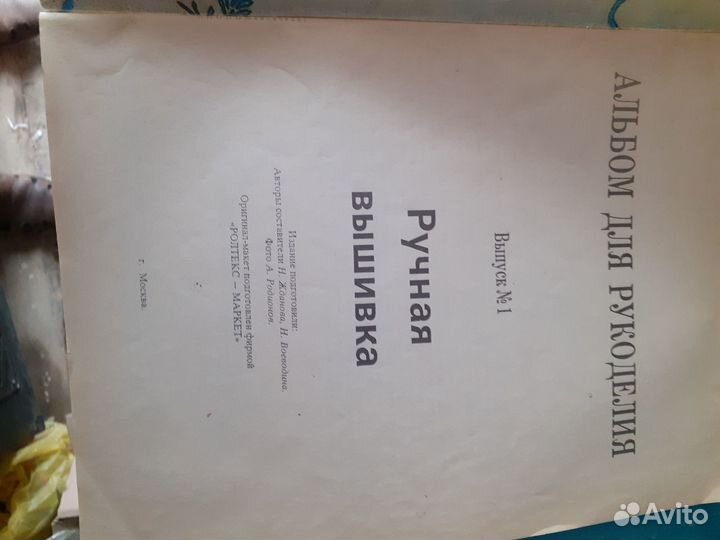 АЛЬБОМ ДЛЯ РУКОДЕЛИЯ
Выпуск № 1
Ручная
вышивка
Издание подготовили:
Авторы составители Н. Жданова, Н. Воеводина.
Фото А. Родионов.
Оригинал-макет подготовлен фирмой
«РОЛТЕКС — МАРКЕТ»
г. Москва.
Avito